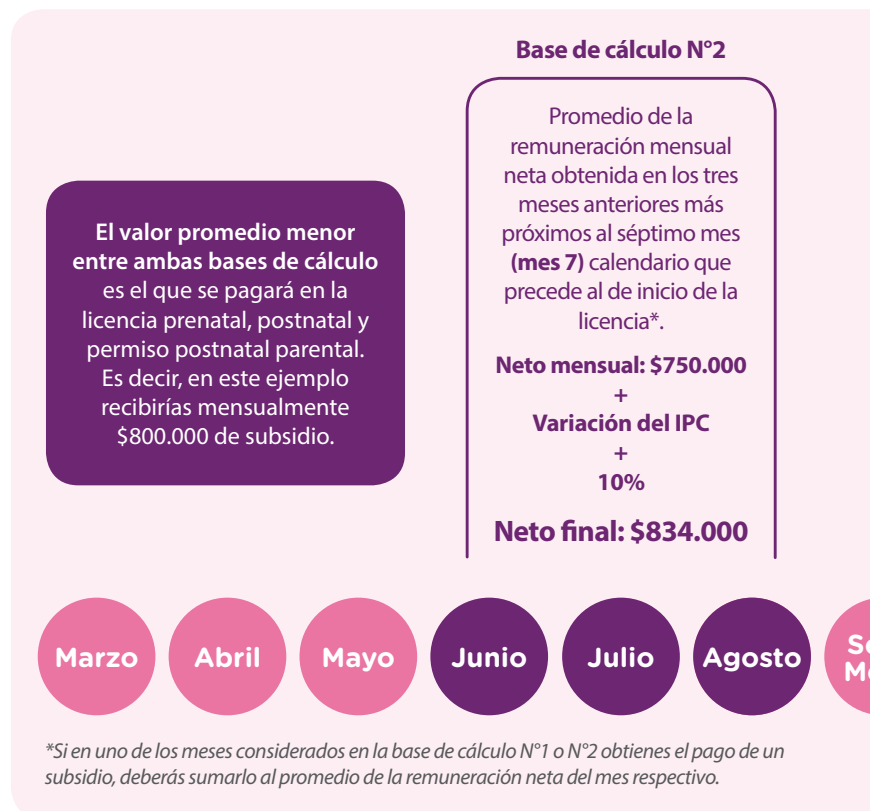 Base de cálculo N°2
Promedio de la
remuneración mensual
neta obtenida en los tres
meses anteriores más
próximos al séptimo mes
(mes 7) calendario que
precede al de inicio de la
licencia*.
Neto mensual: $750.000
+
Variación del IPC
+
10%
Neto final: $834.000
El valor promedio menor
entre ambas bases de cálculo
es el que se pagará en la
licencia prenatal, postnatal y
permiso postnatal parental.
Es decir, en este ejemplo
recibirías mensualmente
$800.000 de subsidio.
Marzo
Abril
Mayo
Junio
Julio
Agosto
*Si en uno de los meses considerados en la base de cálculo N°1 o N°2 obtienes el pago de un
subsidio, deberás sumarlo al promedio de la remuneración neta del mes respectivo.